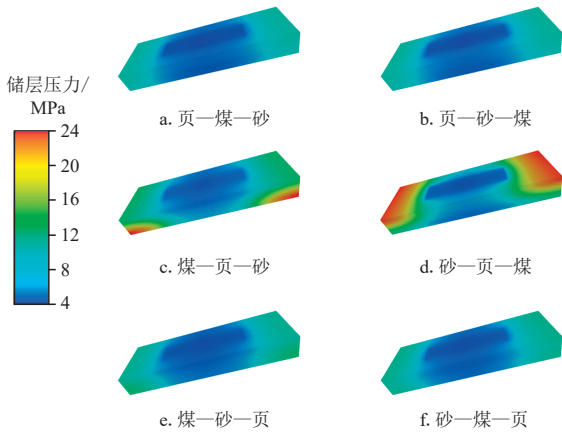 a. 页—煤—砂
b. 页—砂—煤
储层压力/
MPa
24
20
16
12
8
4
c. 煤—页—砂
d. 砂—页—煤
e. 煤—砂—页
f. 砂—煤—页